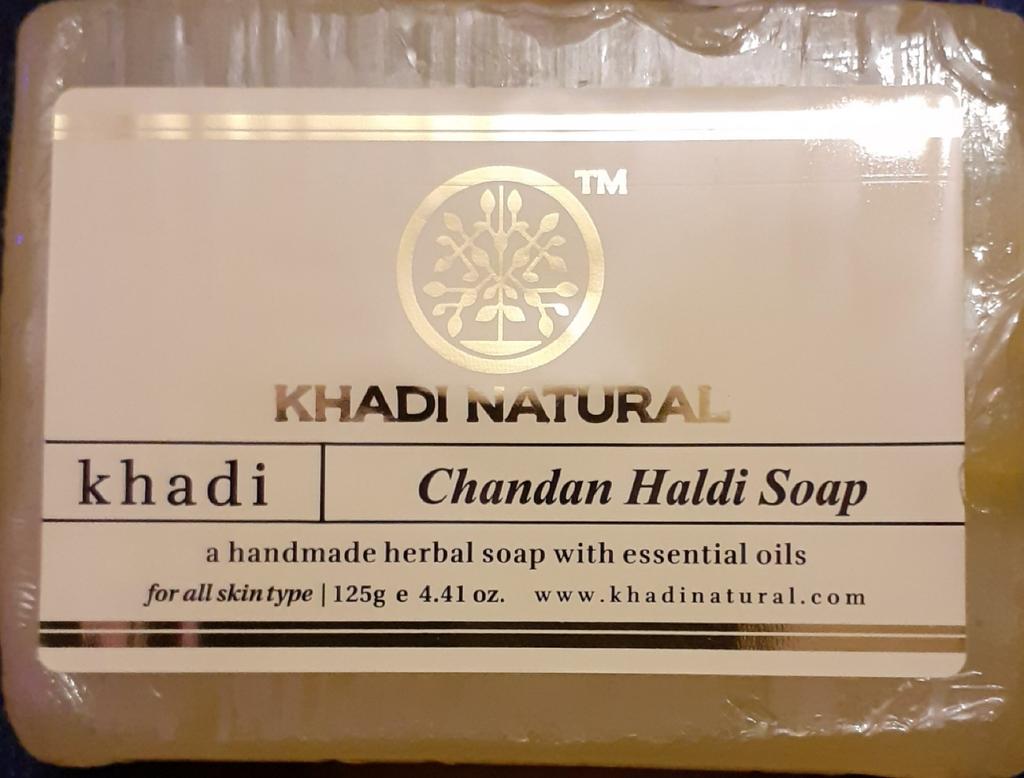 TM
KHADI NATURAL
khadi
Chandan Haldi Soap
a handmade herbal soap with essential oils
for all skin type | 125g e 4.41 oz. www.khadinatural.com